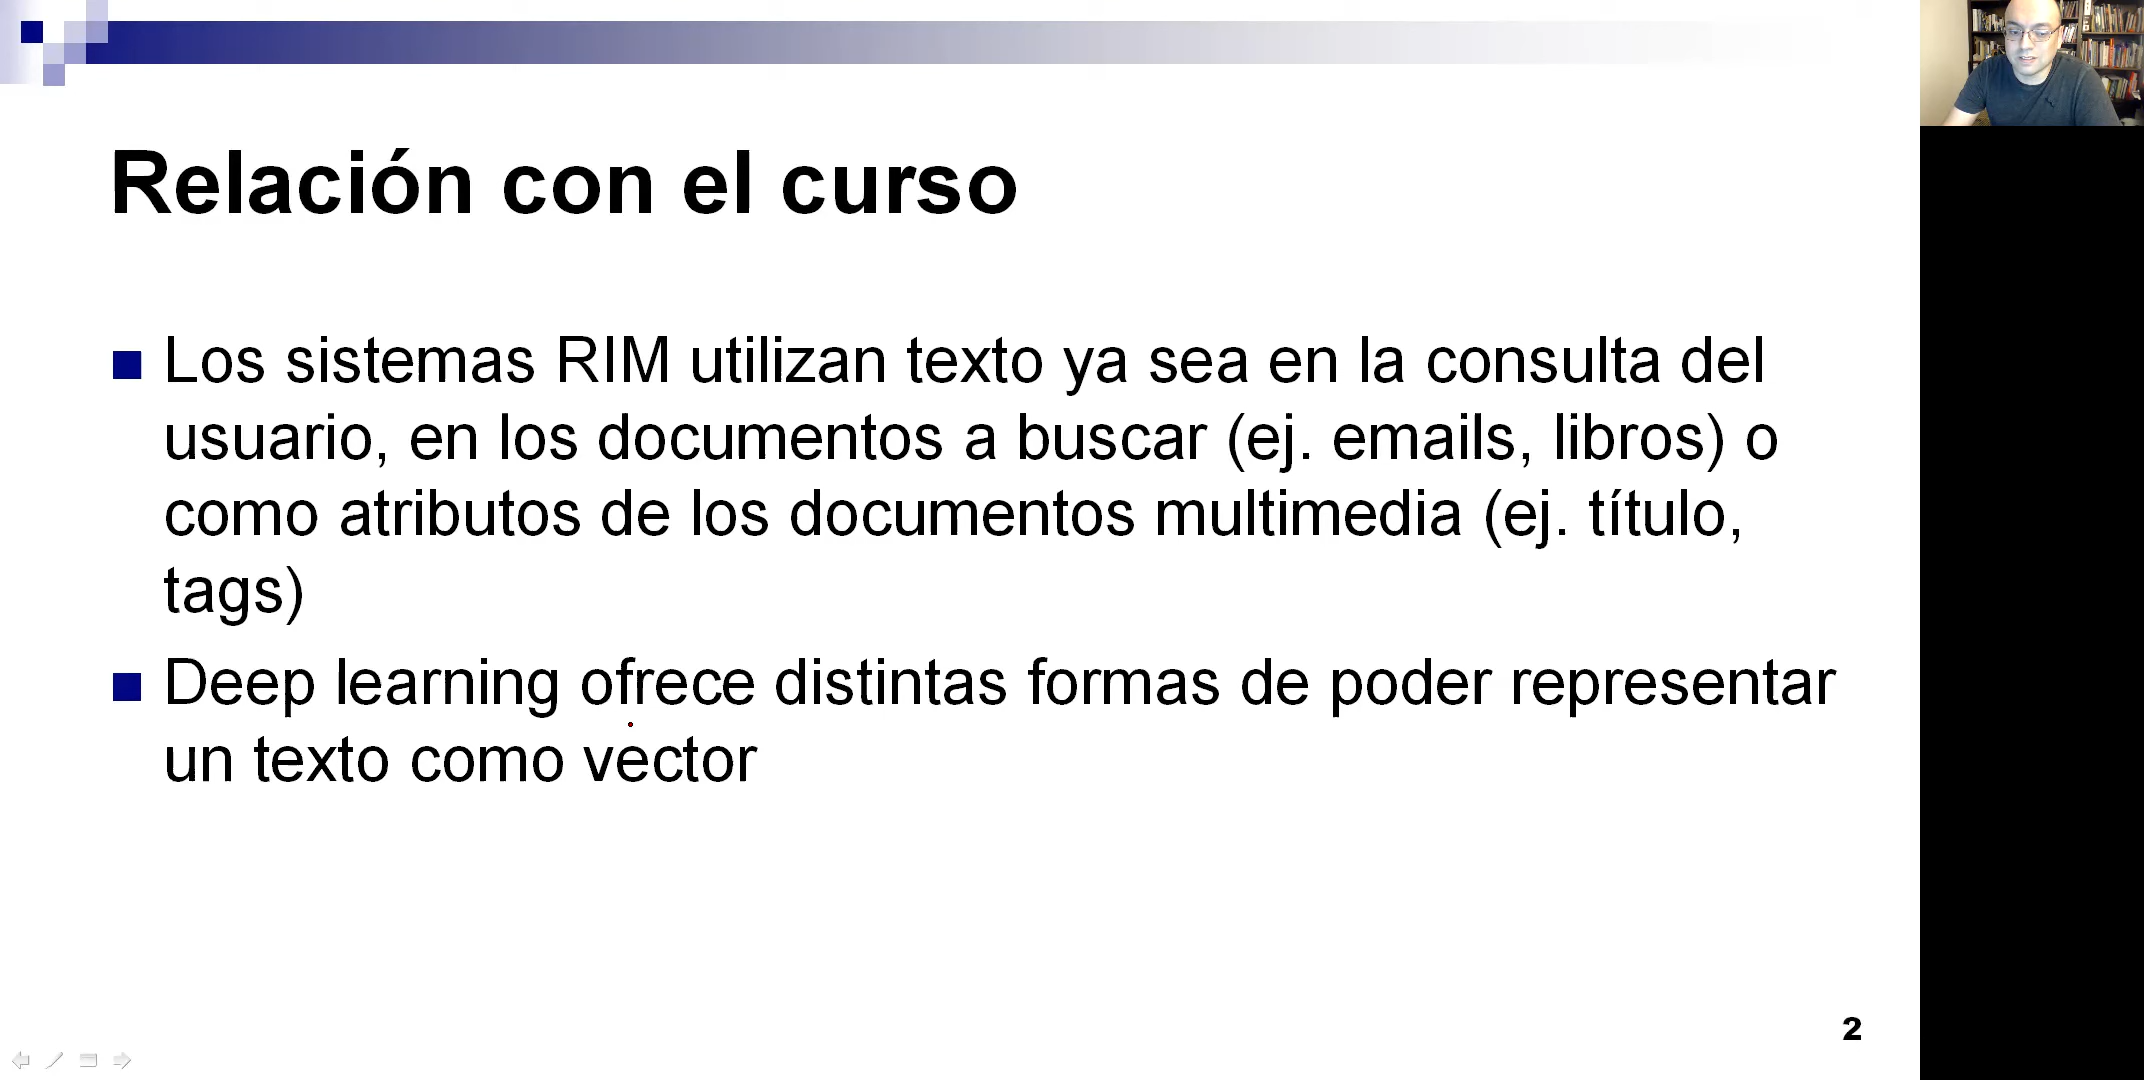 Relación con el curso
Los sistemas RIM utilizan texto ya sea en la consulta del
usuario, en los documentos a buscar (ej. emails, libros) o
como atributos de los documentos multimedia (ej. título,
tags)
Deep learning ofrece distintas formas de poder representar
un texto como vector
2